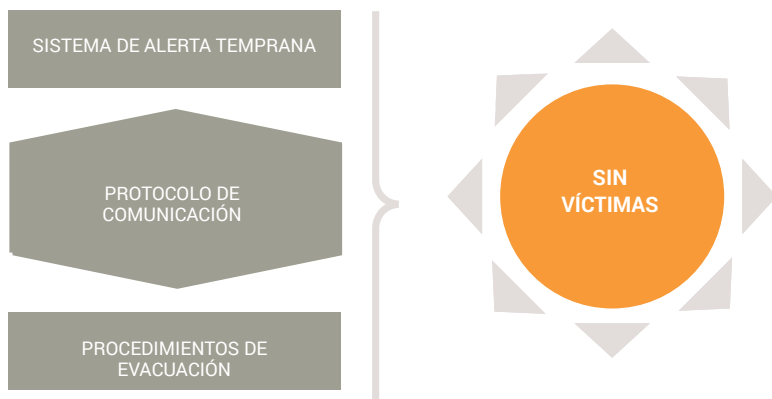 SISTEMA DE ALERTA TEMPRANA
PROTOCOLO DE
COMUNICACIÓN
PROCEDIMIENTOS DE
EVACUACIÓN
SIN
VÍCTIMAS